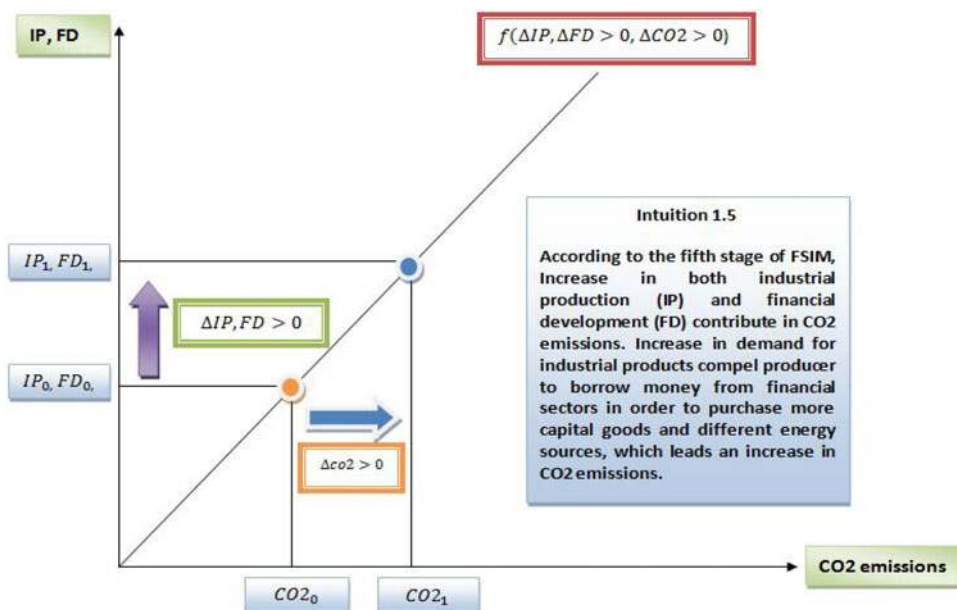 IP, FD
f(ΔIP, ΔFD > 0, ΔCO2 > 0)
Intuition 1.5
According to the fifth stage of FSIM,
Increase in both industrial
production (IP) and financial
development (FD) contribute in CO2
emissions. Increase in demand for
industrial products compel producer
to borrow money from financial
sectors in order to purchase more
capital goods and different energy
sources, which leads an increase in
CO2 emissions.
IP₁, FD₁,
ΔIP, FD > 0
IP₀, FD₀,
Δco2 > 0
CO2 emissions
CO2₀
CO2₁